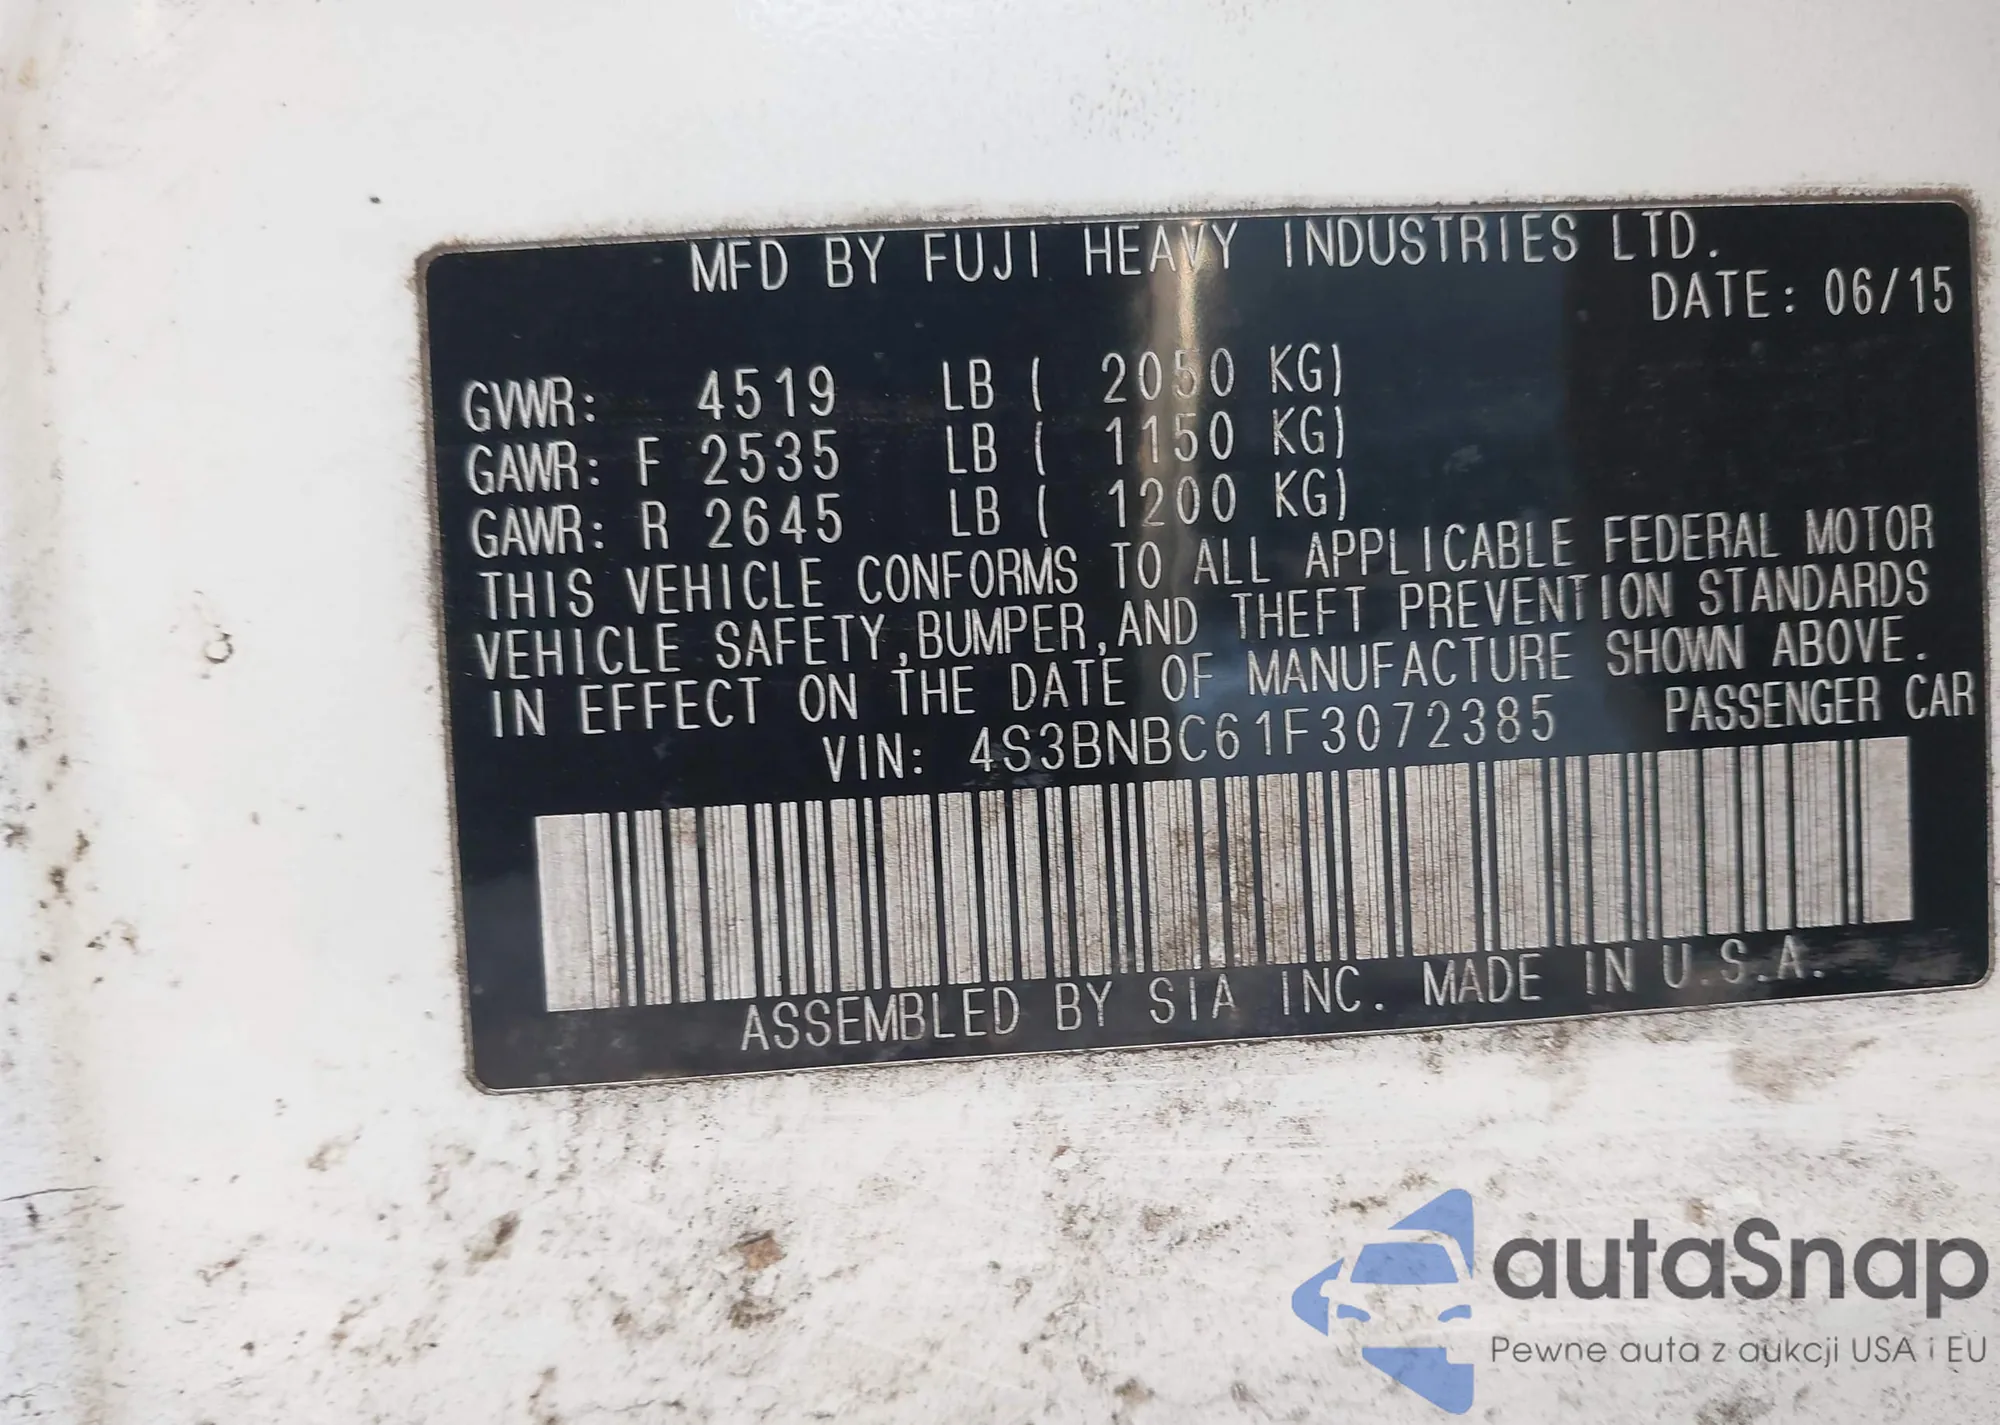 MFD BY FUJI HEAVY INDUSTRIES LTD.
DATE: 06/15
GVWR: 4519 LB ( 2050 KG)
GAWR: F 2535 LB ( 1150 KG)
GAWR: R 2645 LB ( 1200 KG)
THIS VEHICLE CONFORMS TO ALL APPLICABLE FEDERAL MOTOR
VEHICLE SAFETY,BUMPER,AND THEFT PREVENTION STANDARDS
IN EFFECT ON THE DATE OF MANUFACTURE SHOWN ABOVE.
VIN: 4S3BNBC61F3072385 PASSENGER CAR
ASSEMBLED BY SIA INC. MADE IN U.S.A.
autaSnap
Pewne auta z aukcji USA i EU